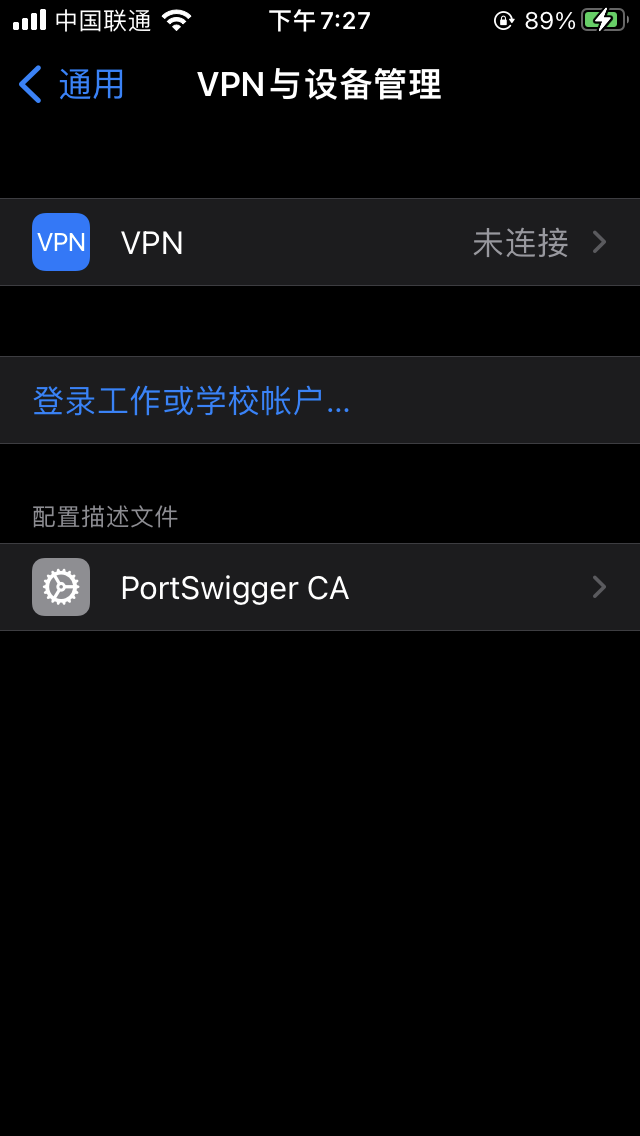 中国联通 下午7:27 89%
通用 VPN与设备管理
VPN VPN 未连接
登录工作或学校帐户...
配置描述文件
PortSwigger CA